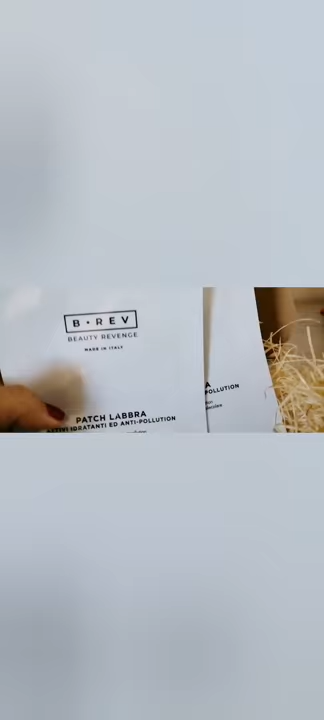 B • REV
BEAUTY REVENGE
MADE IN ITALY
PATCH LABBRA
IDRATANTI ED ANTI-POLLUTION
A
POLLUTION